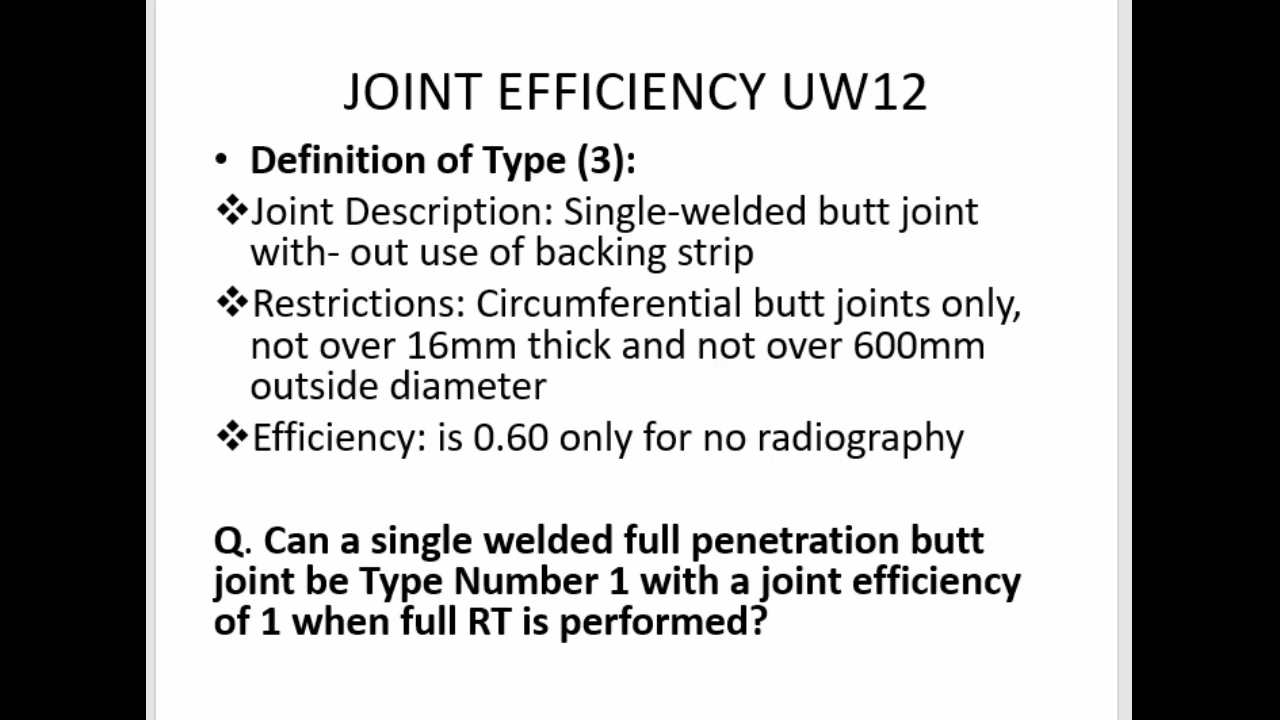 JOINT EFFICIENCY UW12
• Definition of Type (3):
❖Joint Description: Single-welded butt joint
with- out use of backing strip
❖Restrictions: Circumferential butt joints only,
not over 16mm thick and not over 600mm
outside diameter
❖Efficiency: is 0.60 only for no radiography
Q. Can a single welded full penetration butt
joint be Type Number 1 with a joint efficiency
of 1 when full RT is performed?